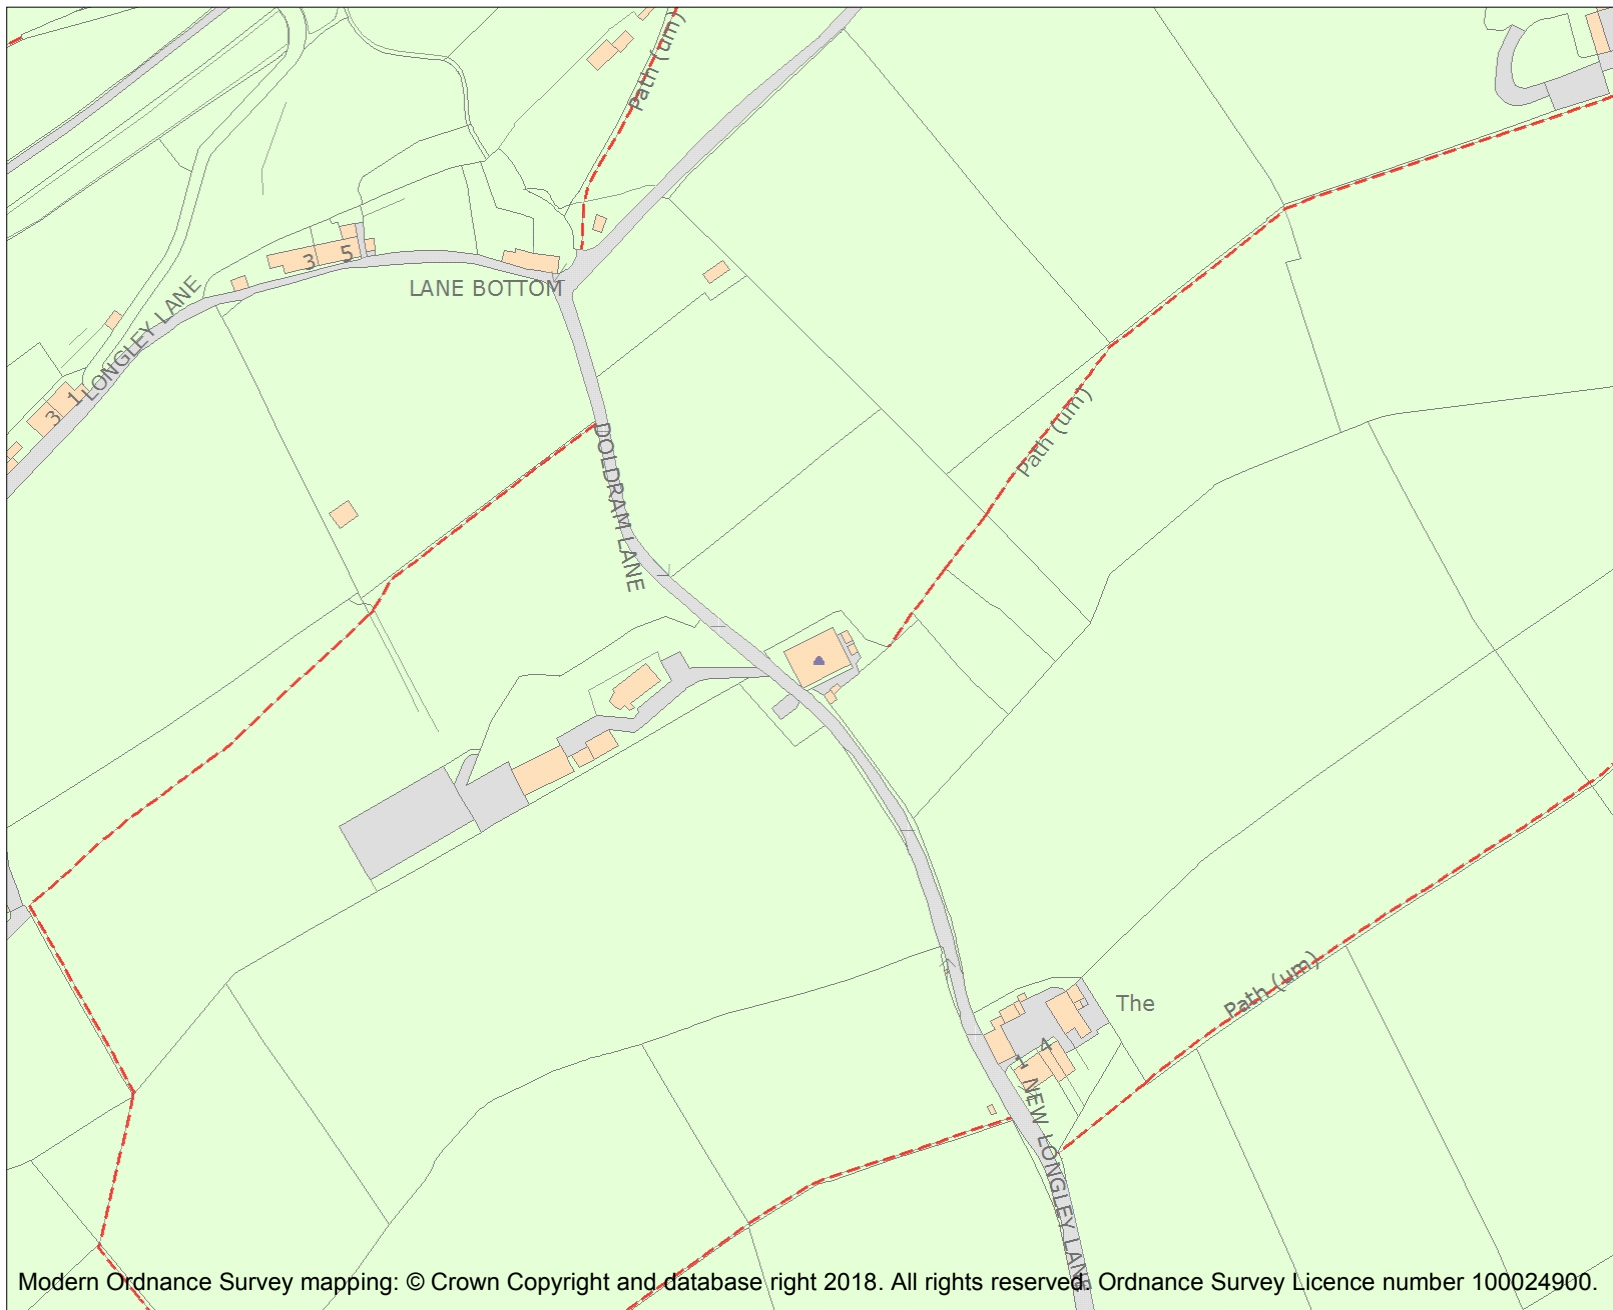 Path (um)
3 5
LONGLEY LANE
LANE BOTTOM
3 1
Path (um)
DOLDRAM LANE
Path (um)
The
1 4
NEW LONGLEY LANE
Modern Ordnance Survey mapping: © Crown Copyright and database right 2018. All rights reserved. Ordnance Survey Licence number 100024900.